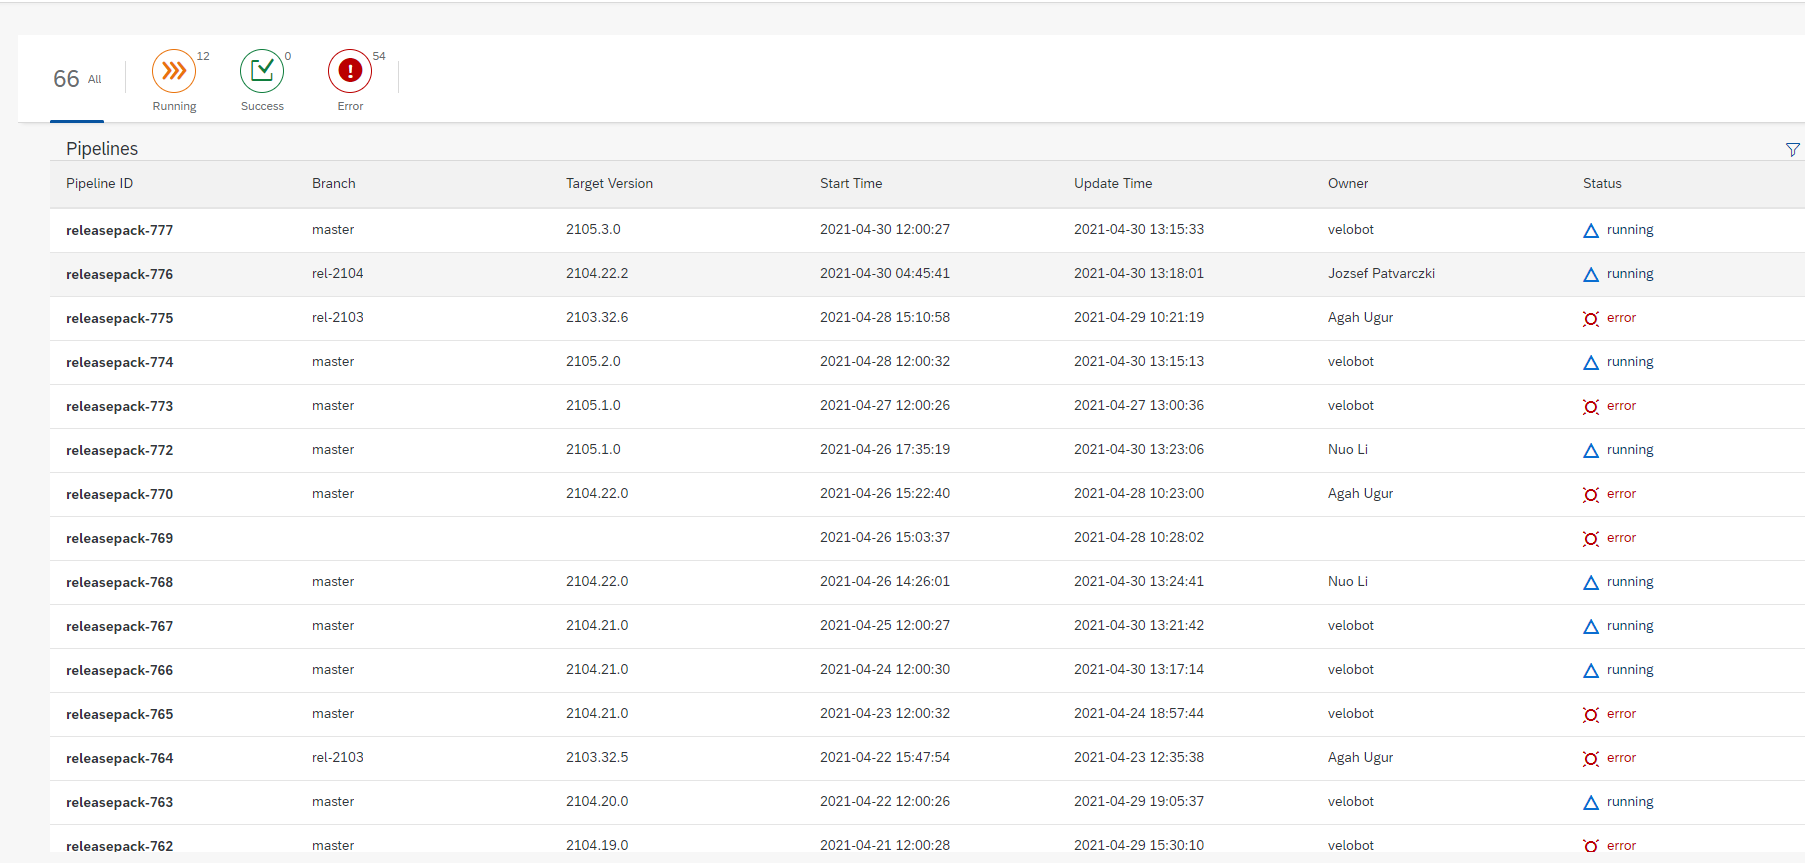 66 All
12
Running
0
Success
54
Error
Pipelines
Pipeline ID Branch Target Version Start Time Update Time Owner Status
releasepack-777 master 2105.3.0 2021-04-30 12:00:27 2021-04-30 13:15:33 velobot running
releasepack-776 rel-2104 2104.22.2 2021-04-30 04:45:41 2021-04-30 13:18:01 Jozsef Patvarczki running
releasepack-775 rel-2103 2103.32.6 2021-04-28 15:10:58 2021-04-29 10:21:19 Agah Ugur error
releasepack-774 master 2105.2.0 2021-04-28 12:00:32 2021-04-30 13:15:13 velobot running
releasepack-773 master 2105.1.0 2021-04-27 12:00:26 2021-04-27 13:00:36 velobot error
releasepack-772 master 2105.1.0 2021-04-26 17:35:19 2021-04-30 13:23:06 Nuo Li running
releasepack-770 master 2104.22.0 2021-04-26 15:22:40 2021-04-28 10:23:00 Agah Ugur error
releasepack-769 2021-04-26 15:03:37 2021-04-28 10:28:02 error
releasepack-768 master 2104.22.0 2021-04-26 14:26:01 2021-04-30 13:24:41 Nuo Li running
releasepack-767 master 2104.21.0 2021-04-25 12:00:27 2021-04-30 13:21:42 velobot running
releasepack-766 master 2104.21.0 2021-04-24 12:00:30 2021-04-30 13:17:14 velobot running
releasepack-765 master 2104.21.0 2021-04-23 12:00:32 2021-04-24 18:57:44 velobot error
releasepack-764 rel-2103 2103.32.5 2021-04-22 15:47:54 2021-04-23 12:35:38 Agah Ugur error
releasepack-763 master 2104.20.0 2021-04-22 12:00:26 2021-04-29 19:05:37 velobot running
releasepack-762 master 2104.19.0 2021-04-21 12:00:28 2021-04-29 15:30:10 velobot error